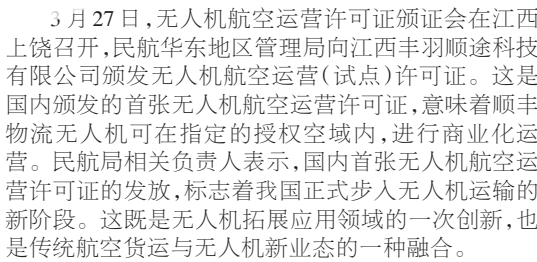 3 月 27 日,无人机航空运营许可证颁证会在江西
上饶召开,民航华东地区管理局向江西丰羽顺途科技
有限公司颁发无人机航空运营(试点)许可证。这是
国内颁发的首张无人机航空运营许可证,意味着顺丰
物流无人机可在指定的授权空域内,进行商业化运
营。民航局相关负责人表示,国内首张无人机航空运
营许可证的发放,标志着我国正式步入无人机运输的
新阶段。这既是无人机拓展应用领域的一次创新,也
是传统航空货运与无人机新业态的一种融合。